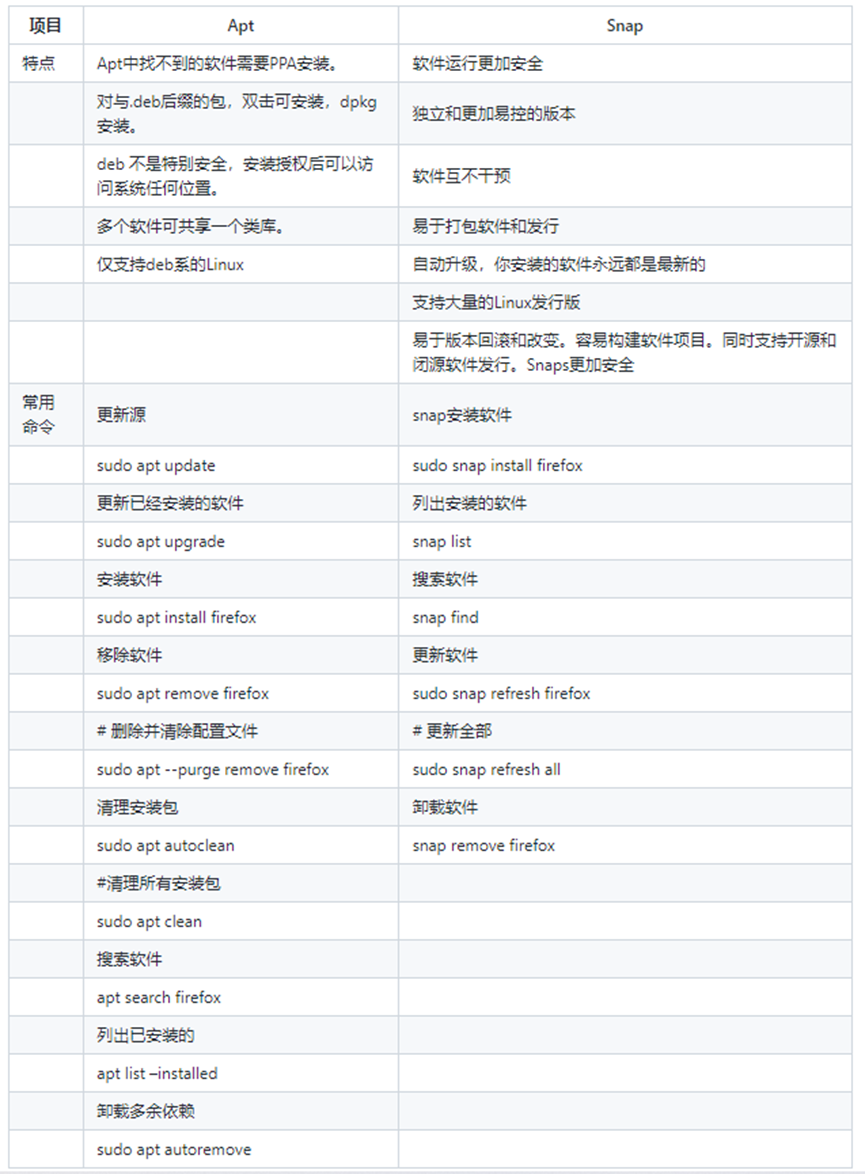 项目 Apt Snap
特点 Apt中找不到的软件需要PPA安装。 软件运行更加安全
对与.deb后缀的包，双击可安装，dpkg
安装。
独立和更加易控的版本
deb 不是特别安全，安装授权后可以访
问系统任何位置。
软件互不干预
多个软件可共享一个类库。 易于打包软件和发行
仅支持deb系的Linux 自动升级，你安装的软件永远都是最新的
支持大量的Linux发行版
易于版本回滚和改变。容易构建软件项目。同时支持开源和
闭源软件发行。Snaps更加安全
常用
命令
更新源 snap安装软件
sudo apt update sudo snap install firefox
更新已经安装的软件 列出安装的软件
sudo apt upgrade snap list
安装软件 搜索软件
sudo apt install firefox snap find
移除软件 更新软件
sudo apt remove firefox sudo snap refresh firefox
# 删除并清除配置文件 # 更新全部
sudo apt --purge remove firefox sudo snap refresh all
清理安装包 卸载软件
sudo apt autoclean snap remove firefox
#清理所有安装包
sudo apt clean
搜索软件
apt search firefox
列出已安装的
apt list –installed
卸载多余依赖
sudo apt autoremove